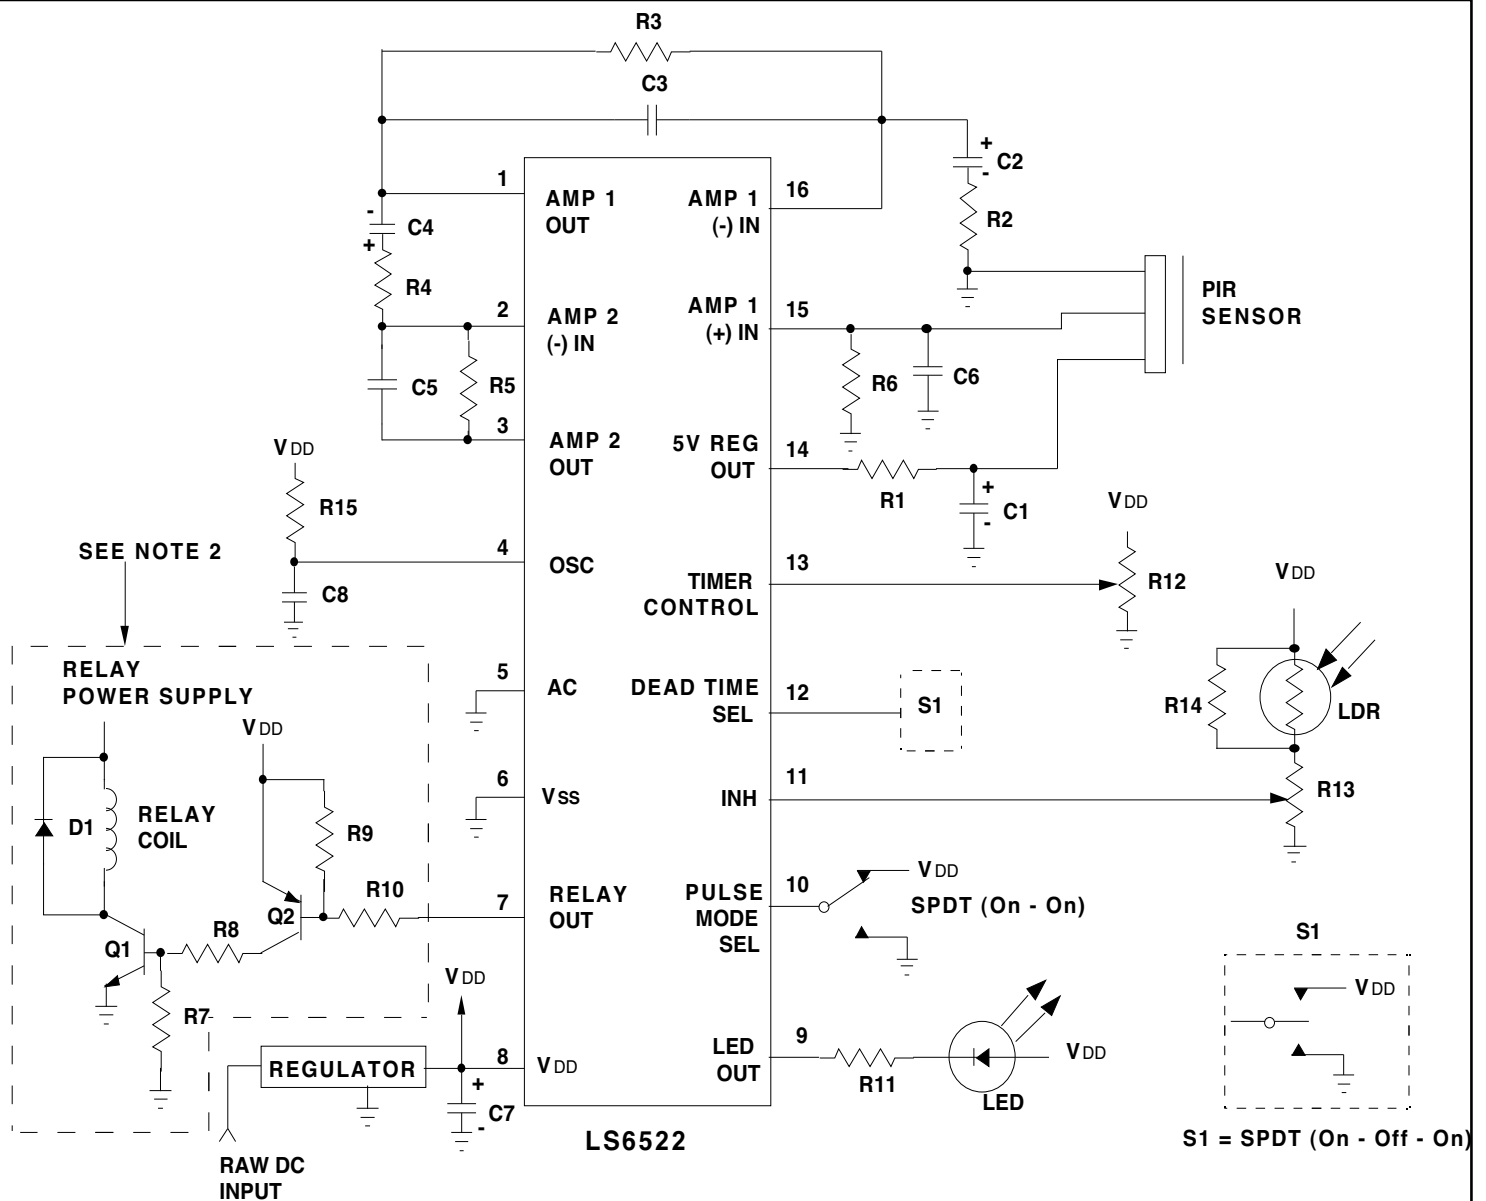 R3
C3
+
C2
-
R2
1
AMP 1
OUT
AMP 1
(-) IN
16
-
C4
+
R4
2
AMP 2
(-) IN
AMP 1
(+) IN
15
PIR
SENSOR
C5
R5
R6
C6
3
AMP 2
OUT
5V REG
OUT
14
R1
+
C1
-
VDD
R15
4
OSC
C8
SEE NOTE 2
13
TIMER
CONTROL
VDD
R12
VDD
R14
LDR
R13
RELAY
POWER SUPPLY
5
AC
DEAD TIME
SEL
12
S1
VDD
6
VSS
INH
11
D1
RELAY
COIL
R9
R10
Q2
7
RELAY
OUT
PULSE
MODE
SEL
10
VDD
SPDT (On - On)
Q1
R8
R7
VDD
S1
VDD
REGULATOR
8
VDD
+
C7
-
LED
OUT
9
R11
LED
VDD
LS6522
S1 = SPDT (On - Off - On)
RAW DC
INPUT